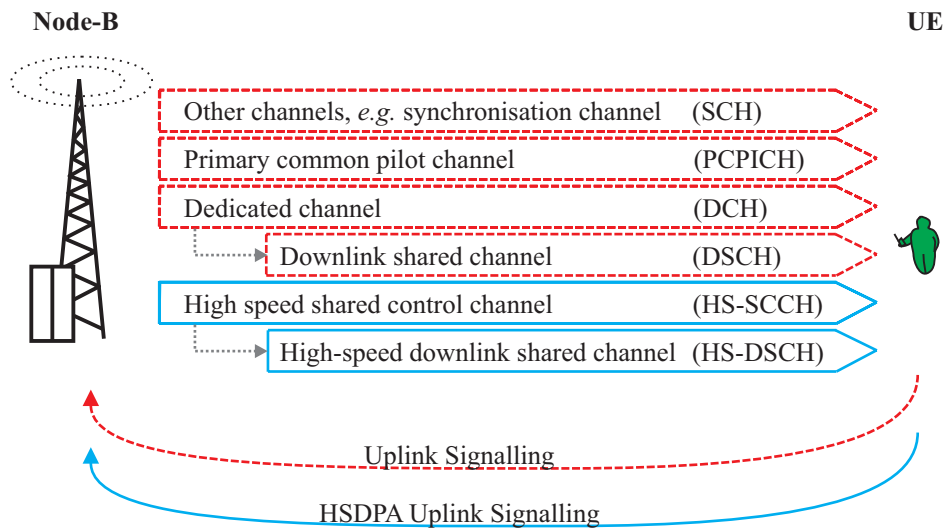 Node-B
UE
Other channels, e.g. synchronisation channel (SCH)
Primary common pilot channel (PCPICH)
Dedicated channel (DCH)
Downlink shared channel (DSCH)
High speed shared control channel (HS-SCCH)
High-speed downlink shared channel (HS-DSCH)
Uplink Signalling
HSDPA Uplink Signalling